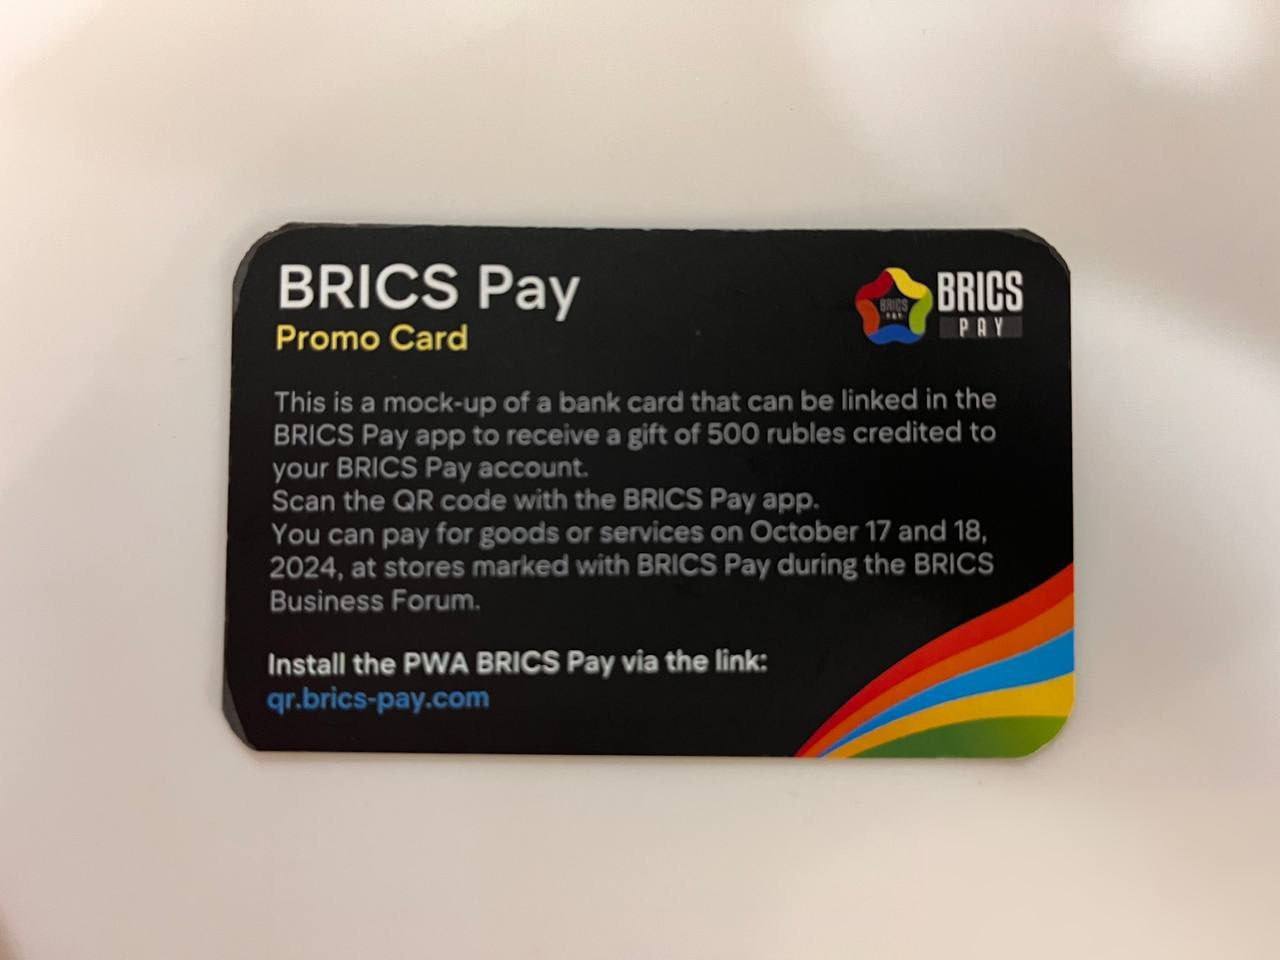 BRICS Pay
Promo Card
BRICS
PAY
BRICS
PAY
This is a mock-up of a bank card that can be linked in the
BRICS Pay app to receive a gift of 500 rubles credited to
your BRICS Pay account.
Scan the QR code with the BRICS Pay app.
You can pay for goods or services on October 17 and 18,
2024, at stores marked with BRICS Pay during the BRICS
Business Forum.
Install the PWA BRICS Pay via the link:
qr.brics-pay.com